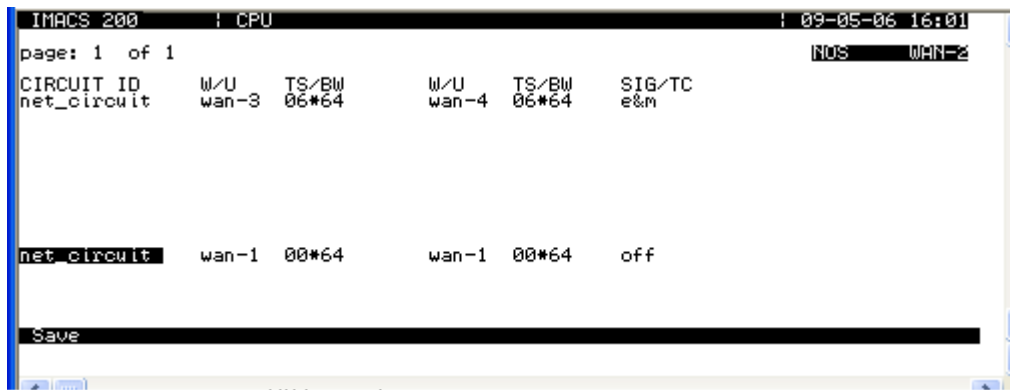 IMACS 200 | CPU | 09-05-06 16:01
page: 1 of 1 NOS WAN-2
CIRCUIT ID W/U TS/BW W/U TS/BW SIG/TC
net_circuit wan-3 06*64 wan-4 06*64 e&m
net_circuit wan-1 00*64 wan-1 00*64 off
Save